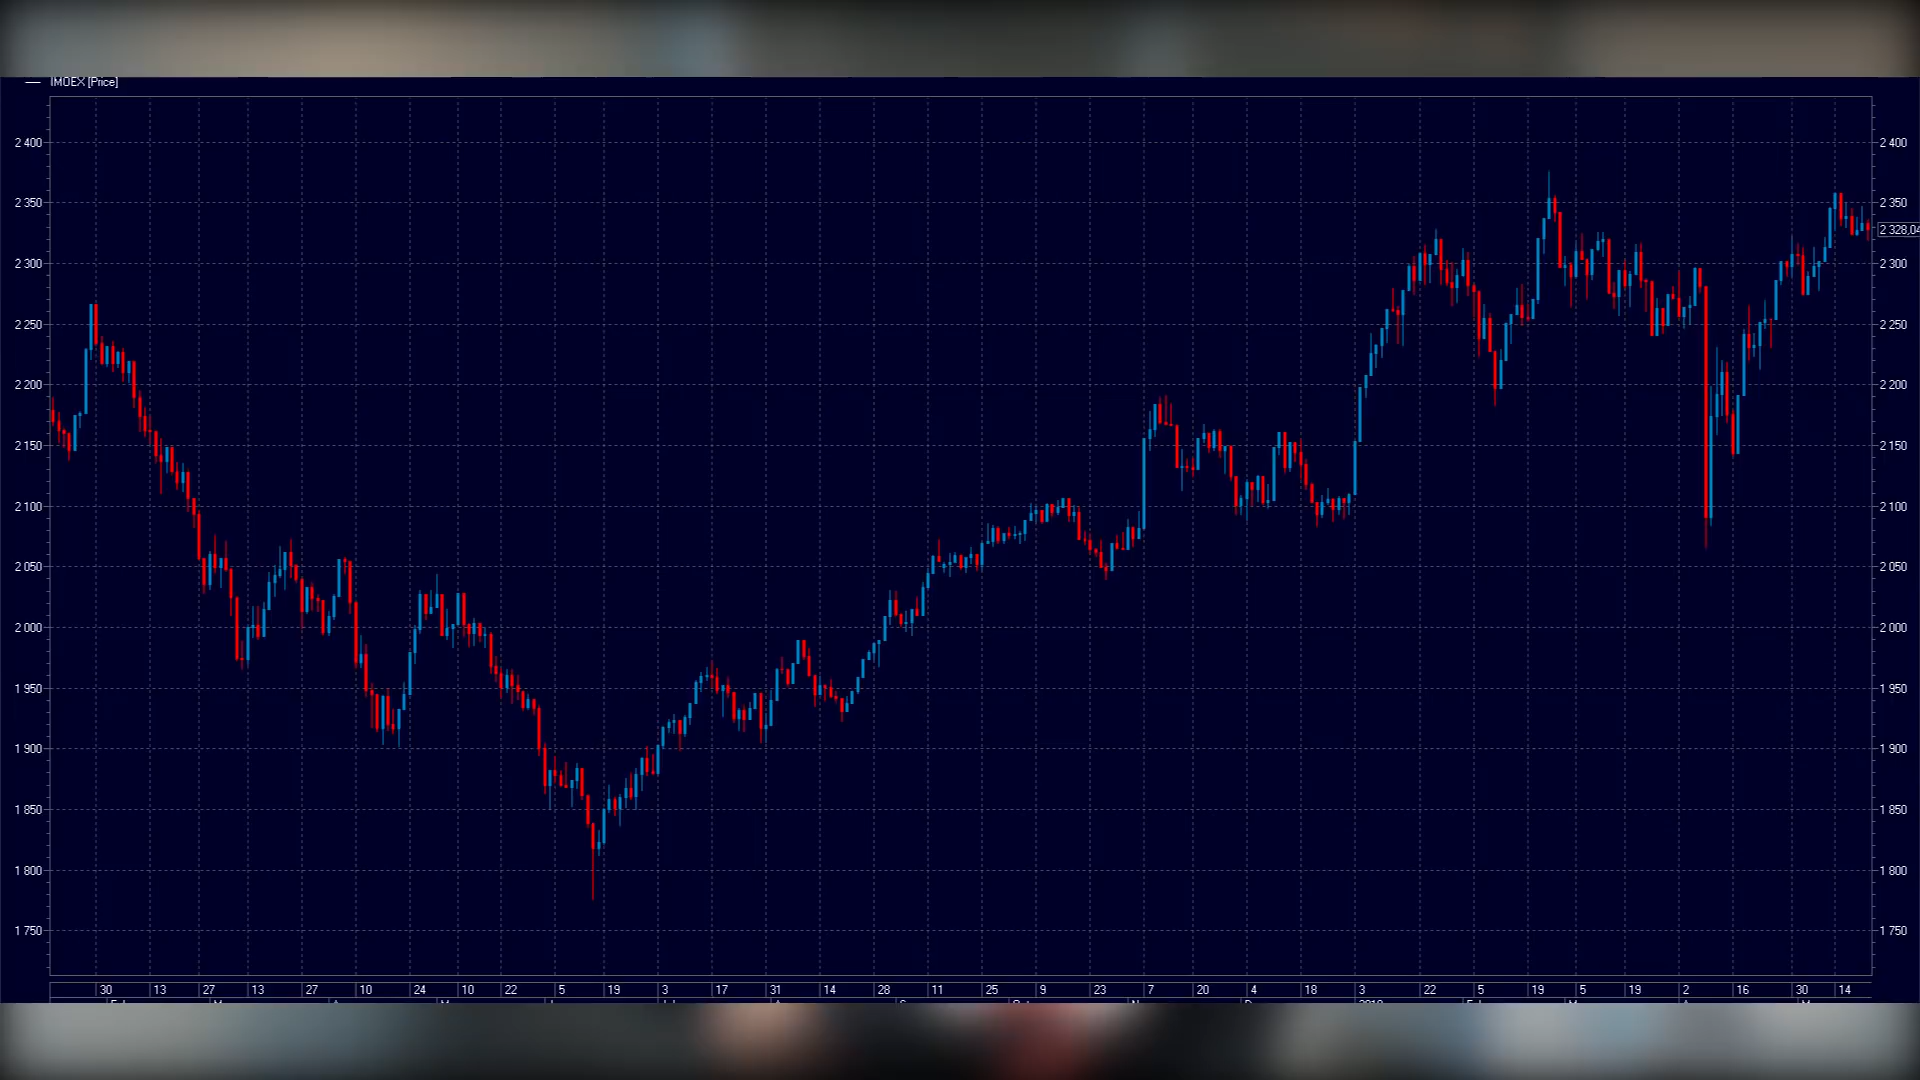 IMOEX [Price]
2 400 2 400
2 350 2 350
2 328,04
2 300 2 300
2 250 2 250
2 200 2 200
2 150 2 150
2 100 2 100
2 050 2 050
2 000 2 000
1 950 1 950
1 900 1 900
1 850 1 850
1 800 1 800
1 750 1 750
30 13 27 13 27 10 24 10 22 5 19 3 17 31 14 28 11 25 9 23 7 20 4 18 3 22 5 19 5 19 2 16 30 14